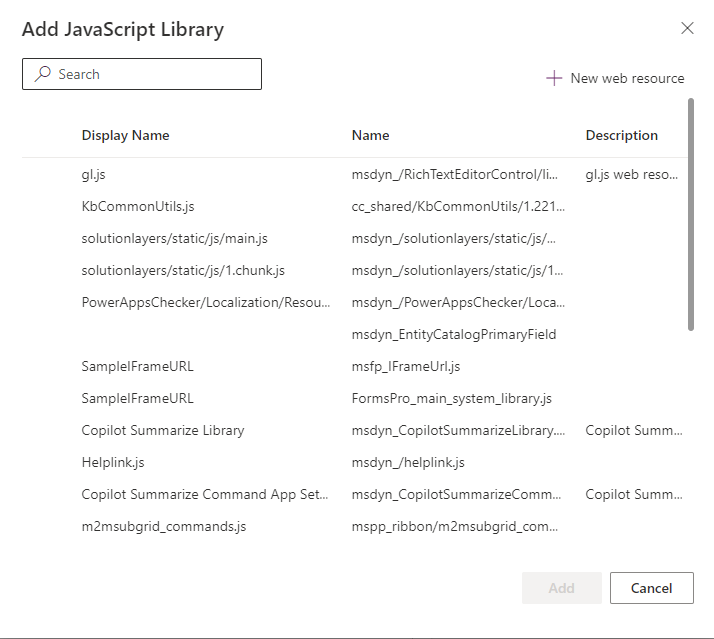 Add JavaScript Library
Search
New web resource
Display Name Name Description
gl.js msdyn_/RichTextEditorControl/li... gl.js web reso...
KbCommonUtils.js cc_shared/KbCommonUtils/1.221...
solutionlayers/static/js/main.js msdyn_/solutionlayers/static/js/...
solutionlayers/static/js/1.chunk.js msdyn_/solutionlayers/static/js/1...
PowerAppsChecker/Localization/Resou... msdyn_/PowerAppsChecker/Loca...
msdyn_EntityCatalogPrimaryField
SampleIFrameURL msfp_IFrameUrl.js
SampleIFrameURL FormsPro_main_system_library.js
Copilot Summarize Library msdyn_CopilotSummarizeLibrary.... Copilot Summ...
Helplink.js msdyn_/helplink.js
Copilot Summarize Command App Set... msdyn_CopilotSummarizeComm... Copilot Summ...
m2msubgrid_commands.js mspp_ribbon/m2msubgrid_com...
Add Cancel